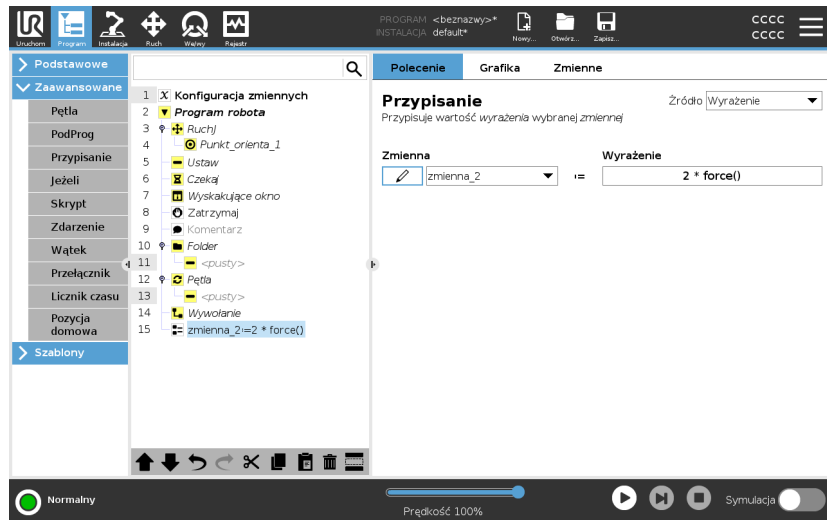 UR
PROGRAM <beznazwy>*
INSTALACJA default*
CCCC
CCCC
Uruchom Program Instalacja Ruch We/wy Rejestr Nowy... Otwórz... Zapisz...
Podstawowe
Zaawansowane
Pętla
PodProg
Przypisanie
Jeżeli
Skrypt
Zdarzenie
Wątek
Przełącznik
Licznik czasu
Pozycja
domowa
Szablony
1 X Konfiguracja zmiennych
2 Program robota
3 RuchJ
4 Punkt_orienta_1
5 Ustaw
6 Czekaj
7 Wyskakujące okno
8 Zatrzymaj
9 Komentarz
10 Folder
11 <pusty>
12 Pętla
13 <pusty>
14 Wywołanie
15 zmienna_2:=2 * force()
Polecenie Grafika Zmienne
Przypisanie
Źródło Wyrażenie
Przypisuje wartość wyrażenia wybranej zmiennej
Zmienna Wyrażenie
zmienna_2 := 2 * force()
Normalny
Prędkość 100%
Symulacja